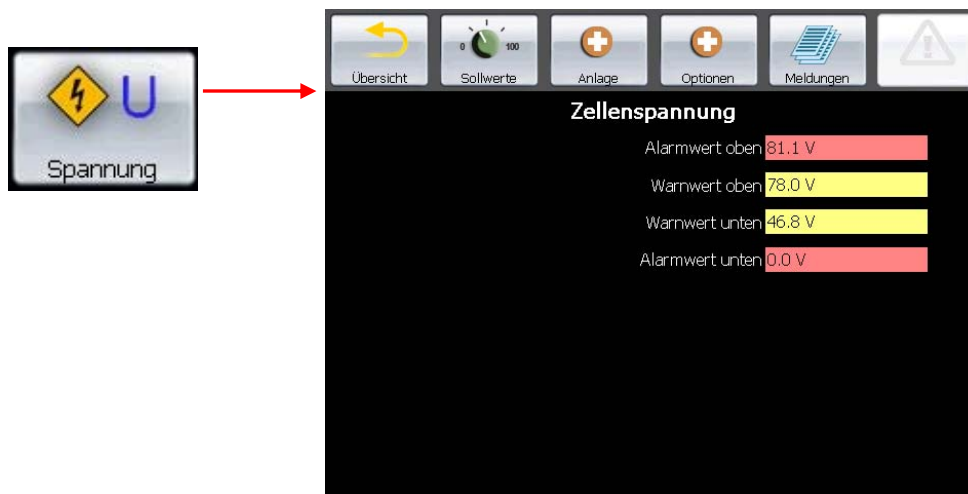 Spannung
U
Übersicht
0 100
Sollwerte
Anlage
Optionen
Meldungen
Zellenspannung
Alarmwert oben 81.1 V
Warnwert oben 78.0 V
Warnwert unten 46.8 V
Alarmwert unten 0.0 V